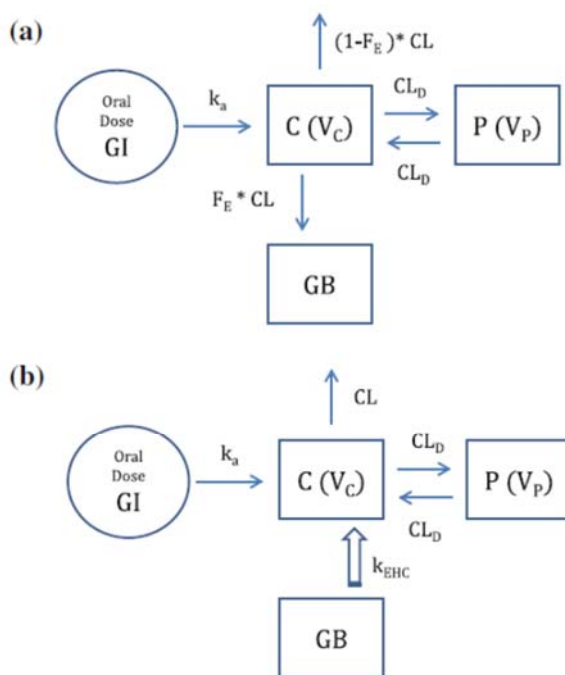 (a)
(1-F_E)* CL
Oral
Dose
GI
k_a
C (V_C)
CL_D
CL_D
P (V_P)
F_E * CL
GB
(b)
CL
Oral
Dose
GI
k_a
C (V_C)
CL_D
CL_D
P (V_P)
k_EHC
GB